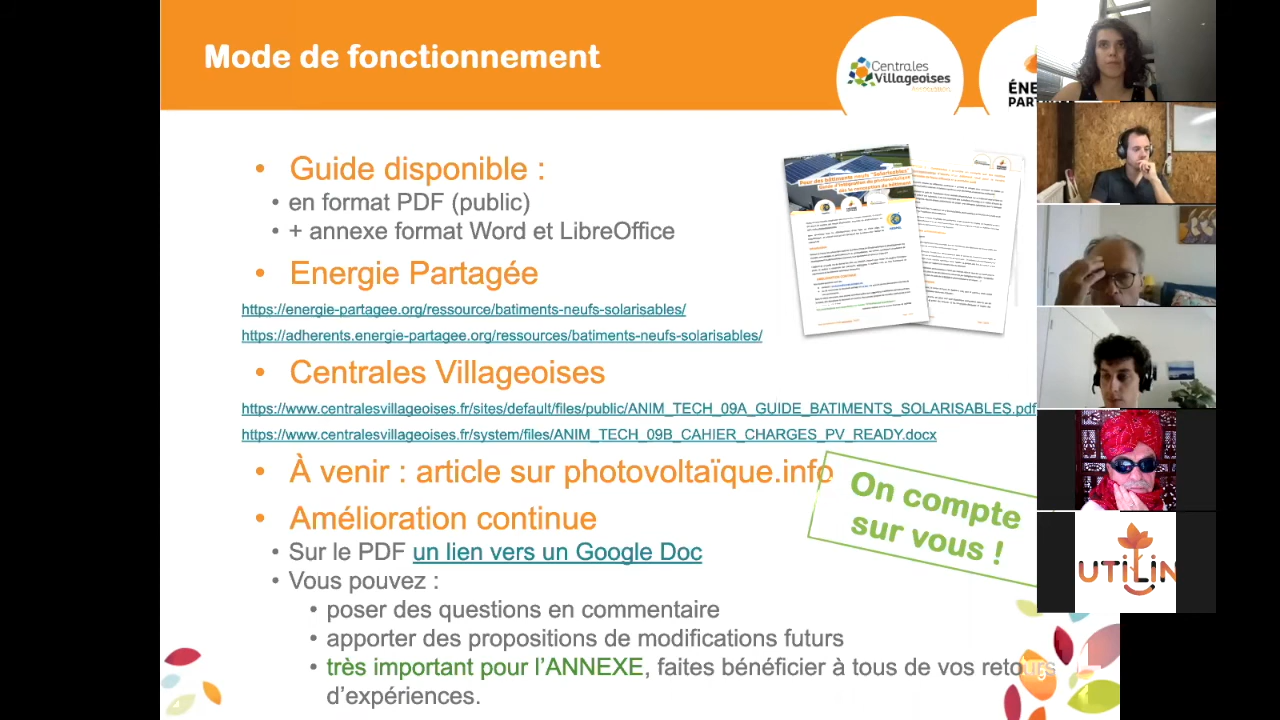 Mode de fonctionnement
Centrales
Villageoises
• Guide disponible :
• en format PDF (public)
• + annexe format Word et LibreOffice
• Energie Partagée
https://energie-partagee.org/ressource/batiments-neufs-solarisables/
https://adherents.energie-partagee.org/ressources/batiments-neufs-solarisables/
• Centrales Villageoises
https://www.centralesvillageoises.fr/sites/default/files/public/ANIM_TECH_09A_GUIDE_BATIMENTS_SOLARISABLES.pdf
https://www.centralesvillageoises.fr/system/files/ANIM_TECH_09B_CAHIER_CHARGES_PV_READY.docx
• À venir : article sur photovoltaïque.info
On compte
sur vous !
• Amélioration continue
• Sur le PDF un lien vers un Google Doc
• Vous pouvez :
• poser des questions en commentaire
• apporter des propositions de modifications futurs
• très important pour l'ANNEXE, faites bénéficier à tous de vos retours
d'expériences.
UTILIN